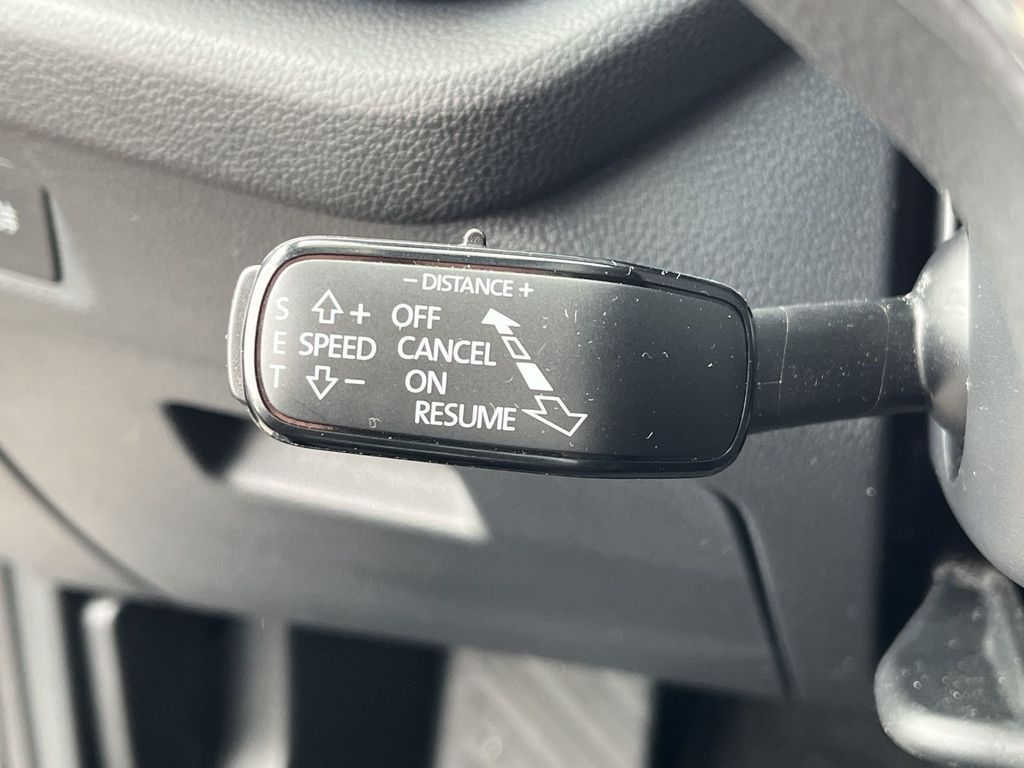 − DISTANCE +
S + OFF
E SPEED CANCEL
T − ON
RESUME